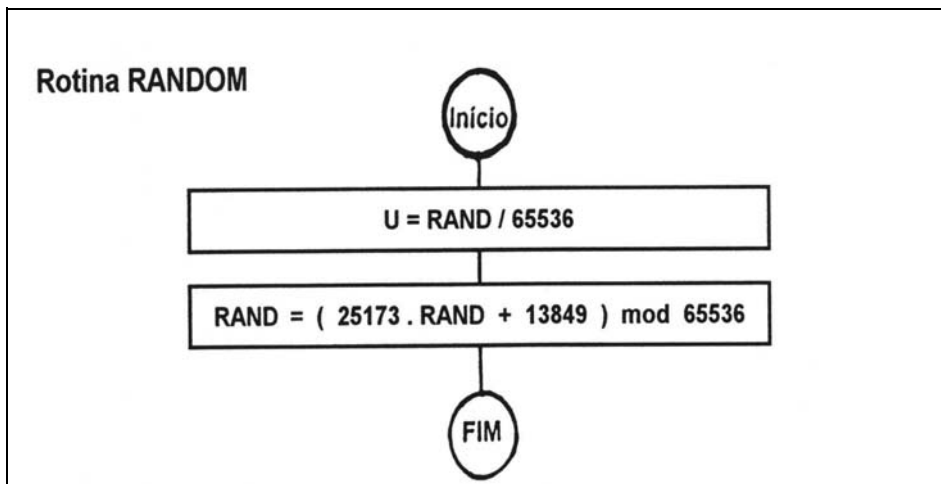 Rotina RANDOM
Início
U = RAND / 65536
RAND = ( 25173 . RAND + 13849 ) mod 65536
FIM